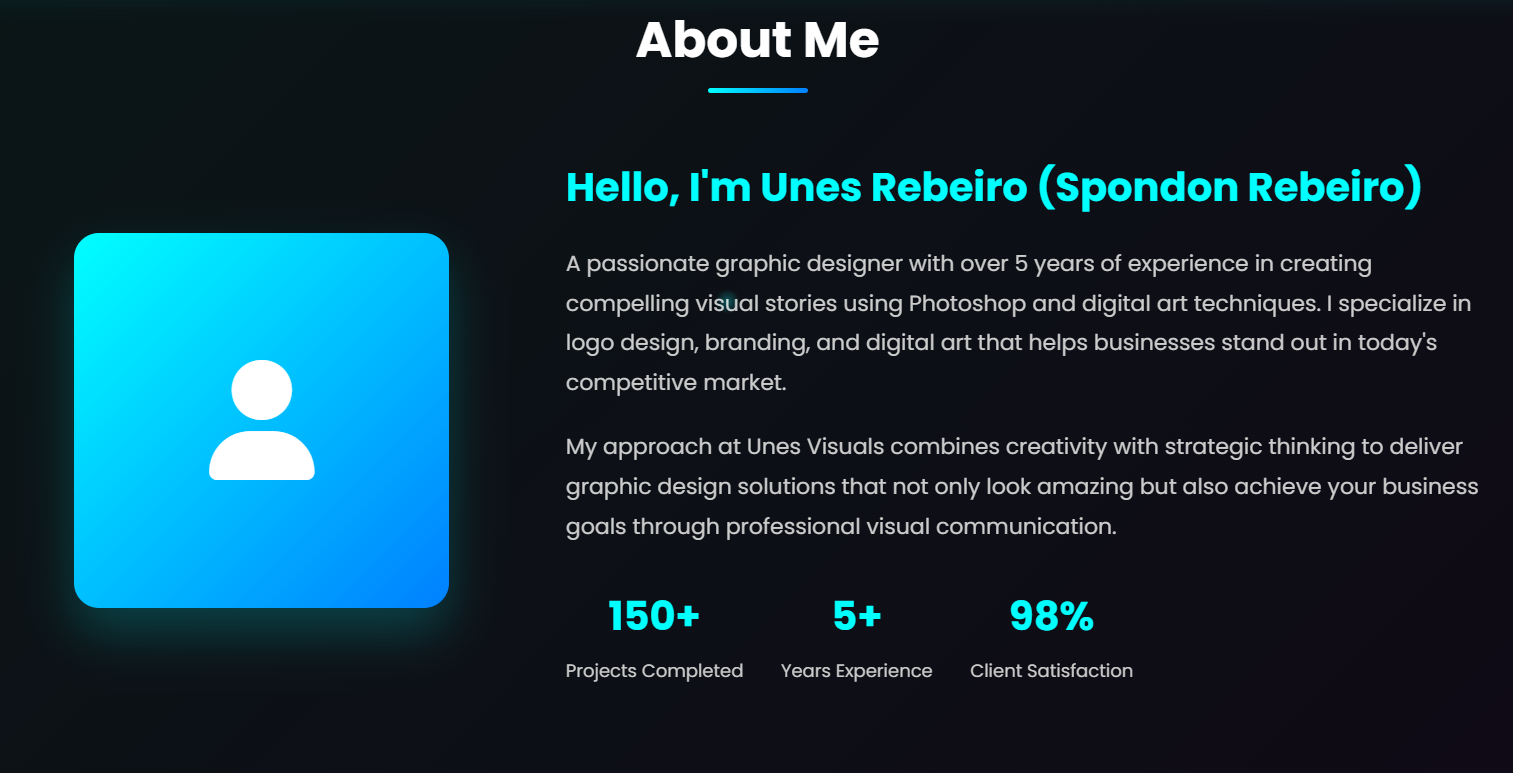 About Me
Hello, I'm Unes Rebeiro (Spondon Rebeiro)
A passionate graphic designer with over 5 years of experience in creating
compelling visual stories using Photoshop and digital art techniques. I specialize in
logo design, branding, and digital art that helps businesses stand out in today's
competitive market.
My approach at Unes Visuals combines creativity with strategic thinking to deliver
graphic design solutions that not only look amazing but also achieve your business
goals through professional visual communication.
150+
Projects Completed
5+
Years Experience
98%
Client Satisfaction